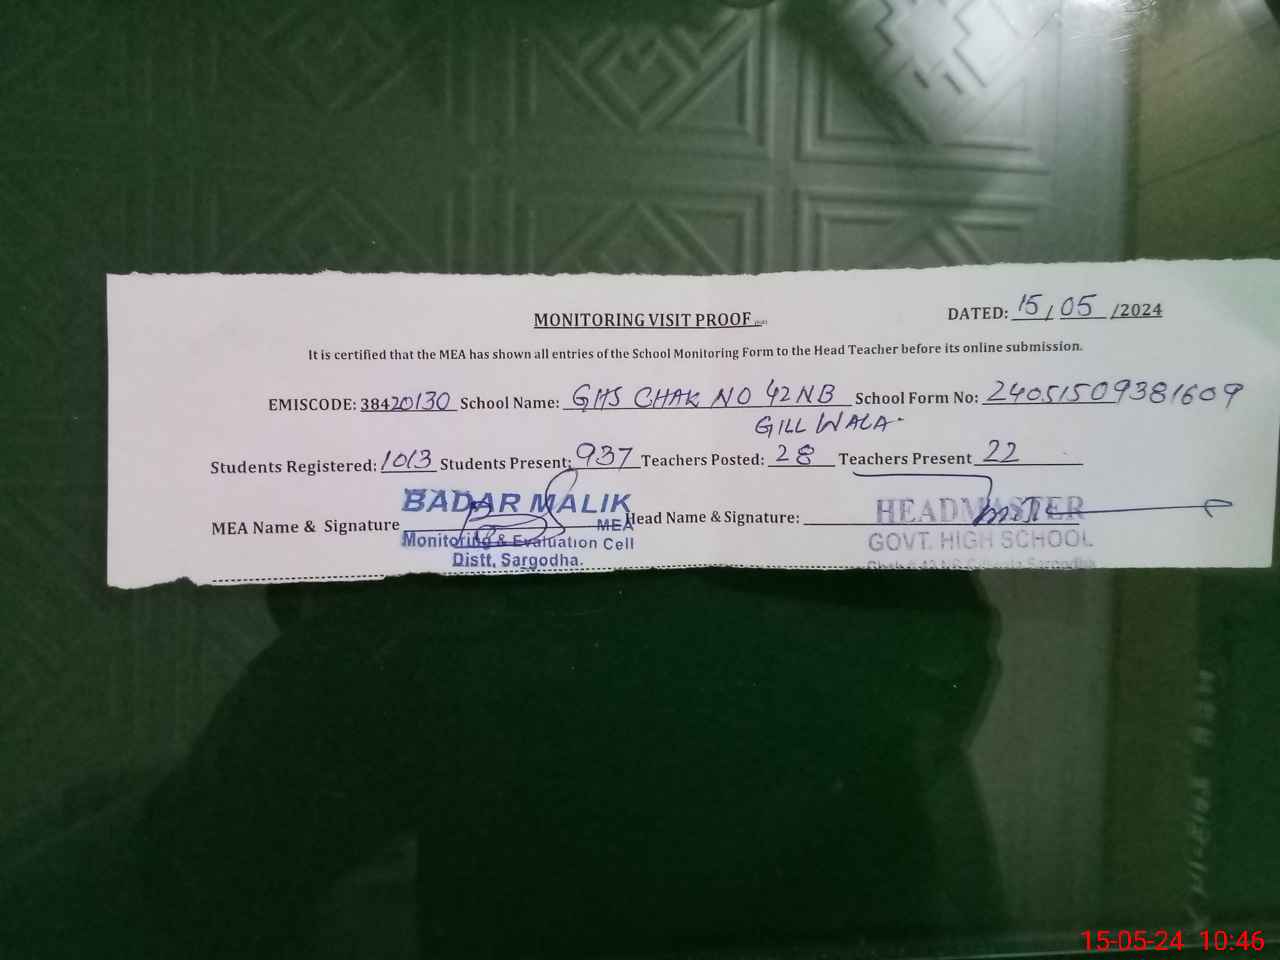 MONITORING VISIT PROOF
DATED: 15/05/2024
It is certified that the MEA has shown all entries of the School Monitoring Form to the Head Teacher before its online submission.
EMISCODE: 38420130 School Name: GHS CHAK NO 42NB School Form No: 24051509381609
GILL WALA
Students Registered: 1013 Students Present: 937 Teachers Posted: 28 Teachers Present 22
MEA Name & Signature BADAR MALIK Head Name & Signature: HEADMASTER
MEA
Monitoring & Evaluation Cell GOVT. HIGH SCHOOL
Distt, Sargodha.
15-05-24 10:46